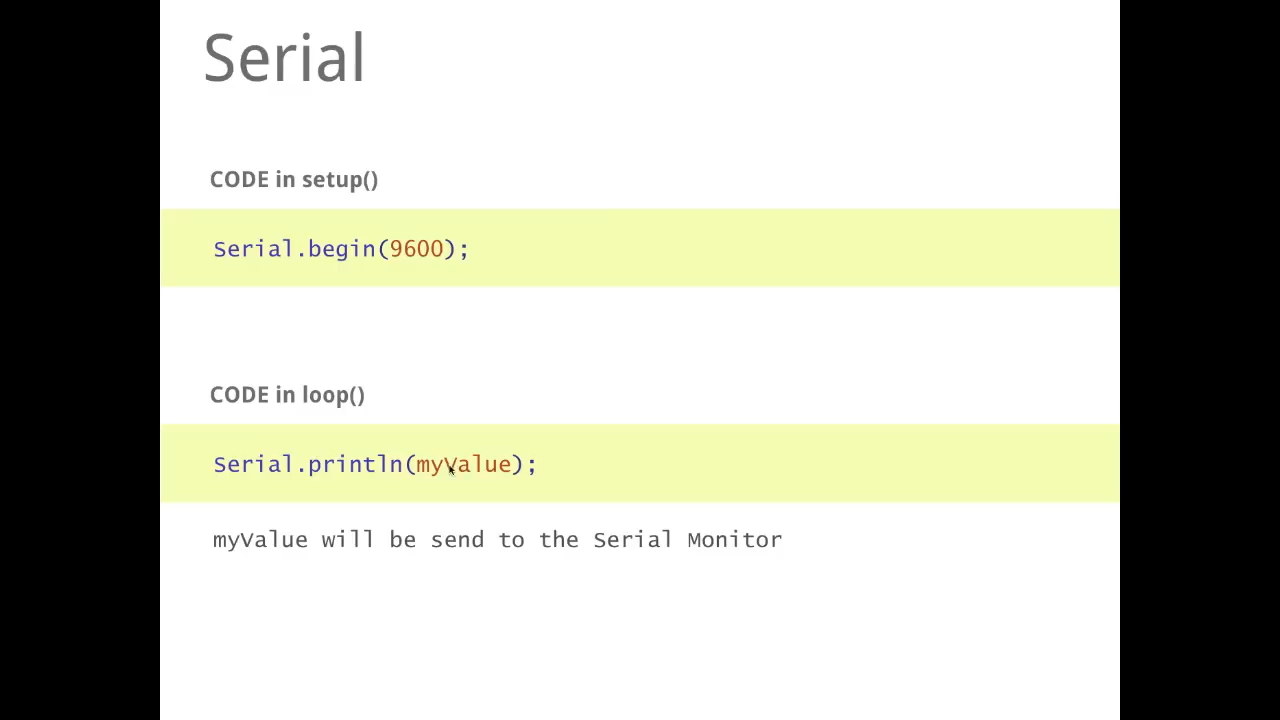 Serial
CODE in setup()
Serial.begin(9600);
CODE in loop()
Serial.println(myValue);
myValue will be send to the Serial Monitor